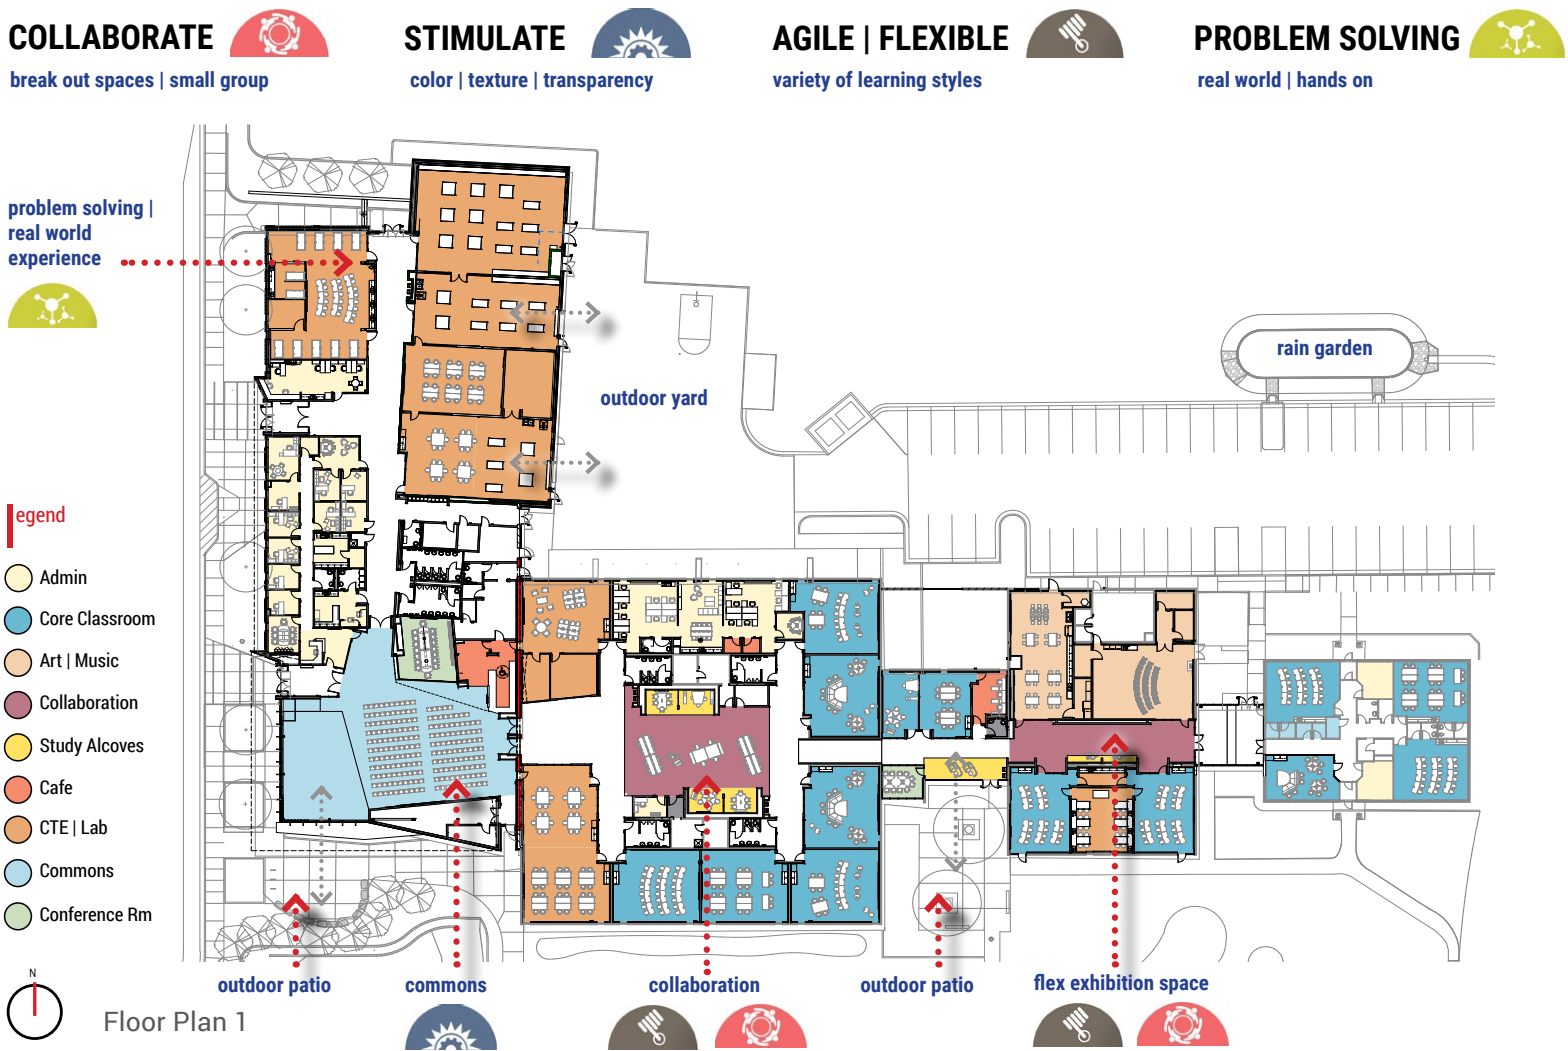 COLLABORATE
break out spaces | small group
STIMULATE
color | texture | transparency
AGILE | FLEXIBLE
variety of learning styles
PROBLEM SOLVING
real world | hands on
problem solving |
real world
experience
rain garden
outdoor yard
egend
Admin
Core Classroom
Art | Music
Collaboration
Study Alcoves
Cafe
CTE | Lab
Commons
Conference Rm
outdoor patio
commons
collaboration
outdoor patio
flex exhibition space
N
Floor Plan 1